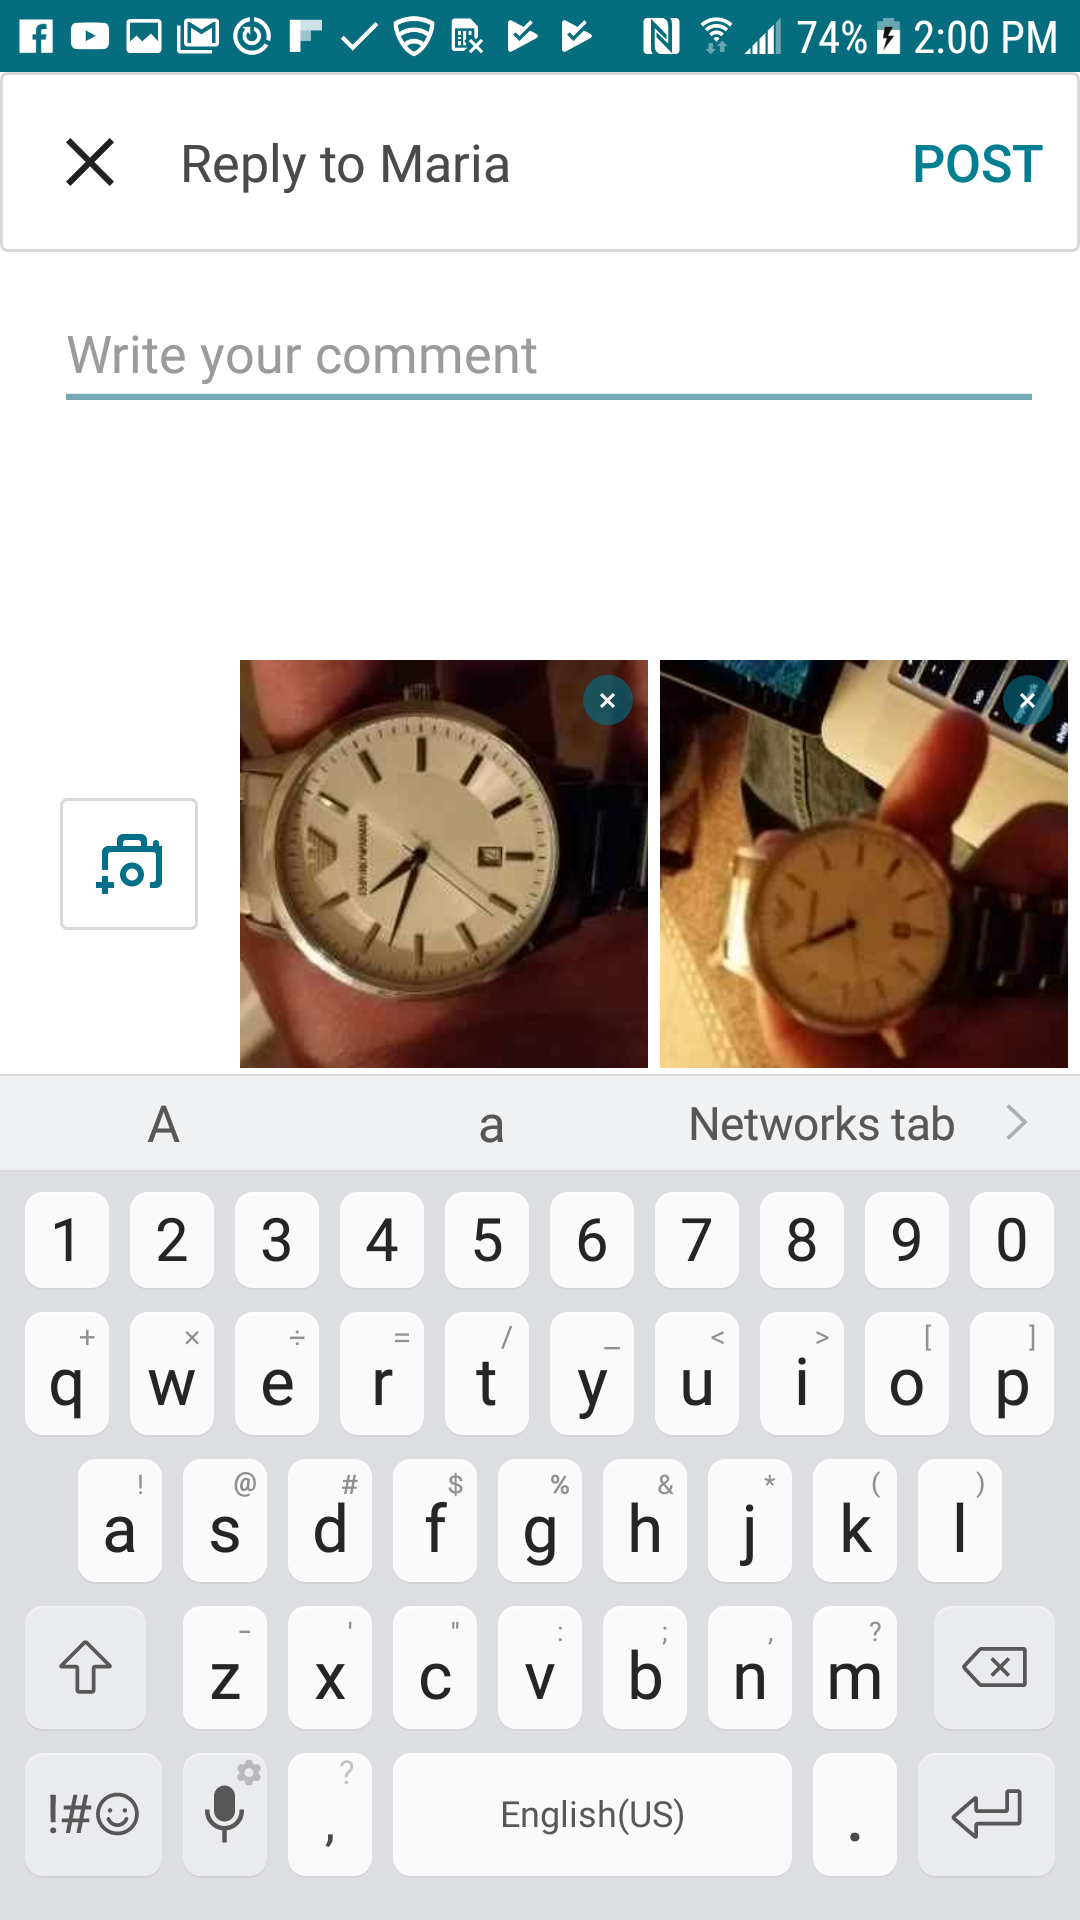 74% 2:00 PM
Reply to Maria POST
Write your comment
A a Networks tab
1 2 3 4 5 6 7 8 9 0
+ × ÷ = / _ < > [ ]
q w e r t y u i o p
! @ # $ % & * ( )
a s d f g h j k l
- ' " : ; , ?
z x c v b n m
!#☺ , ? English(US) .